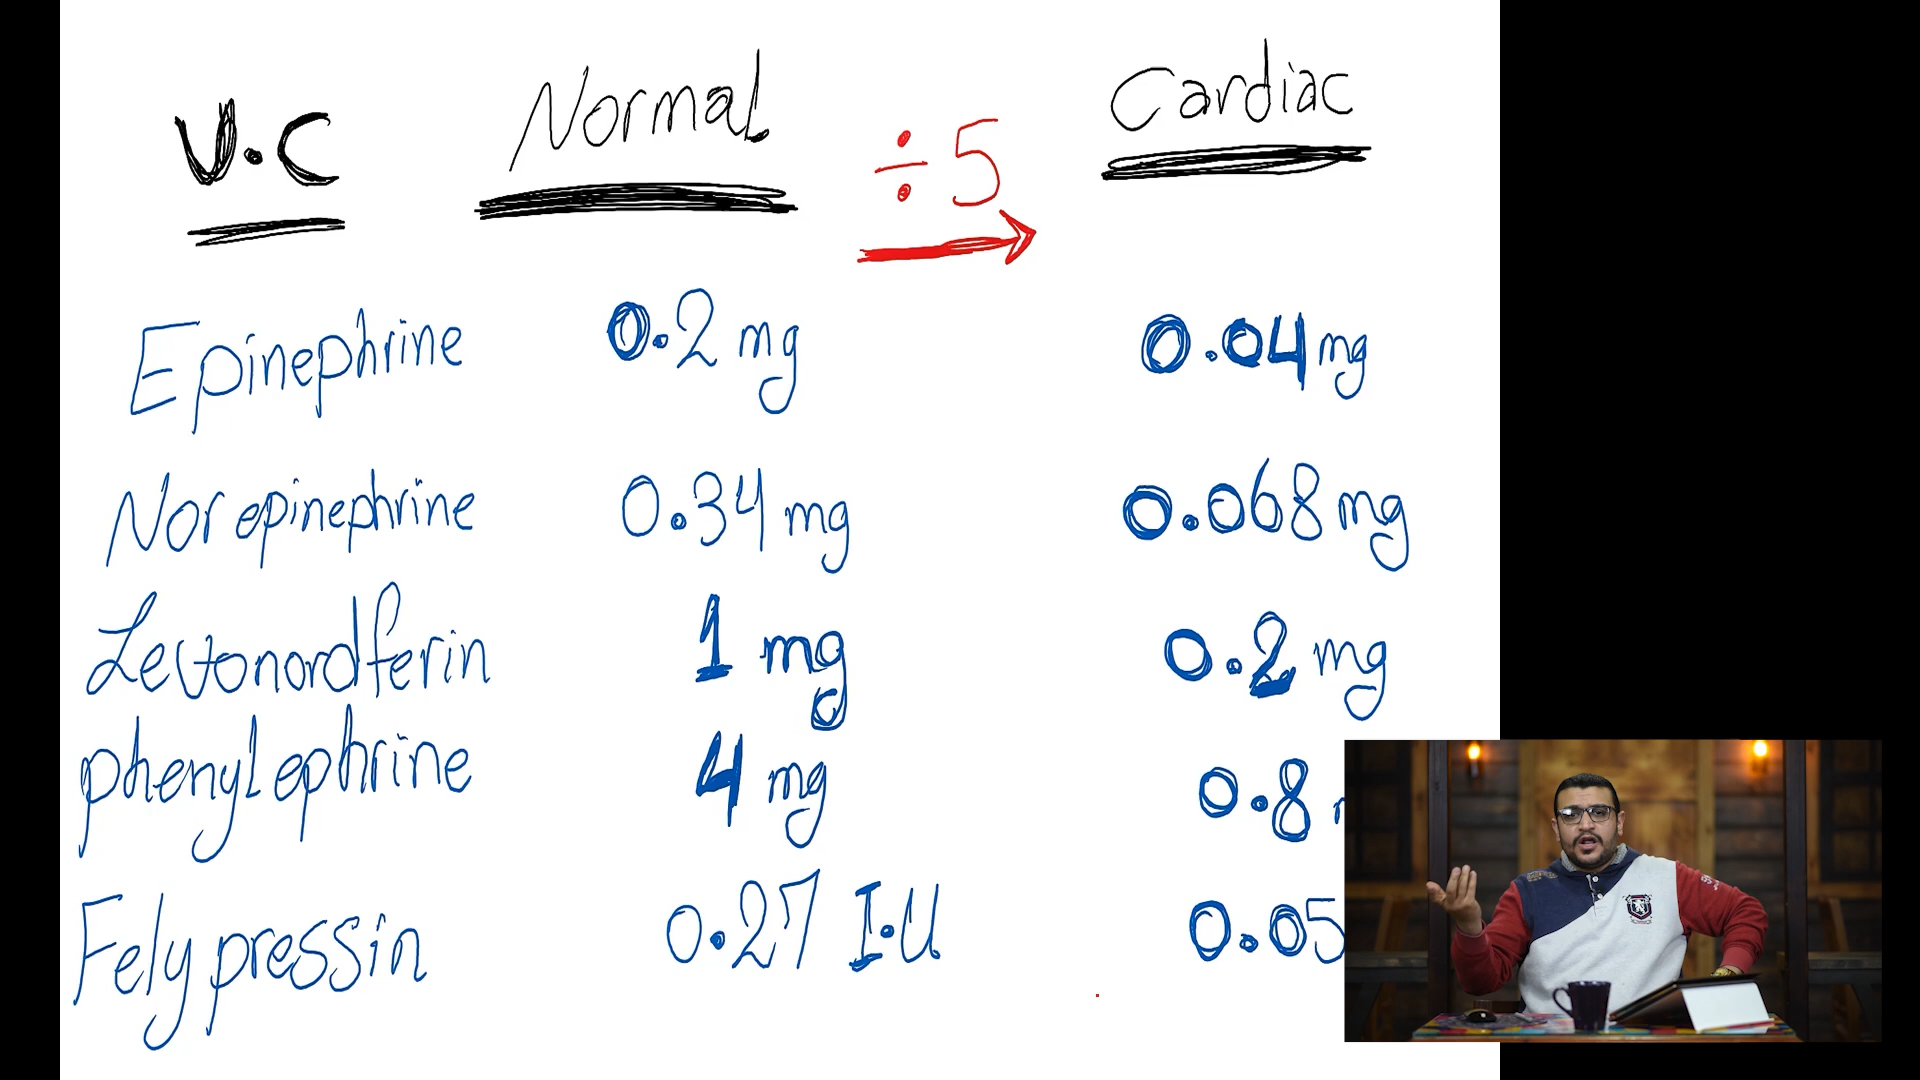 V.C Normal ÷5 Cardiac
Epinephrine 0.2 mg 0.04 mg
Norepinephrine 0.34 mg 0.068 mg
Levonordferin 1 mg 0.2 mg
phenylephrine 4 mg 0.8
Felypressin 0.27 I.U 0.05